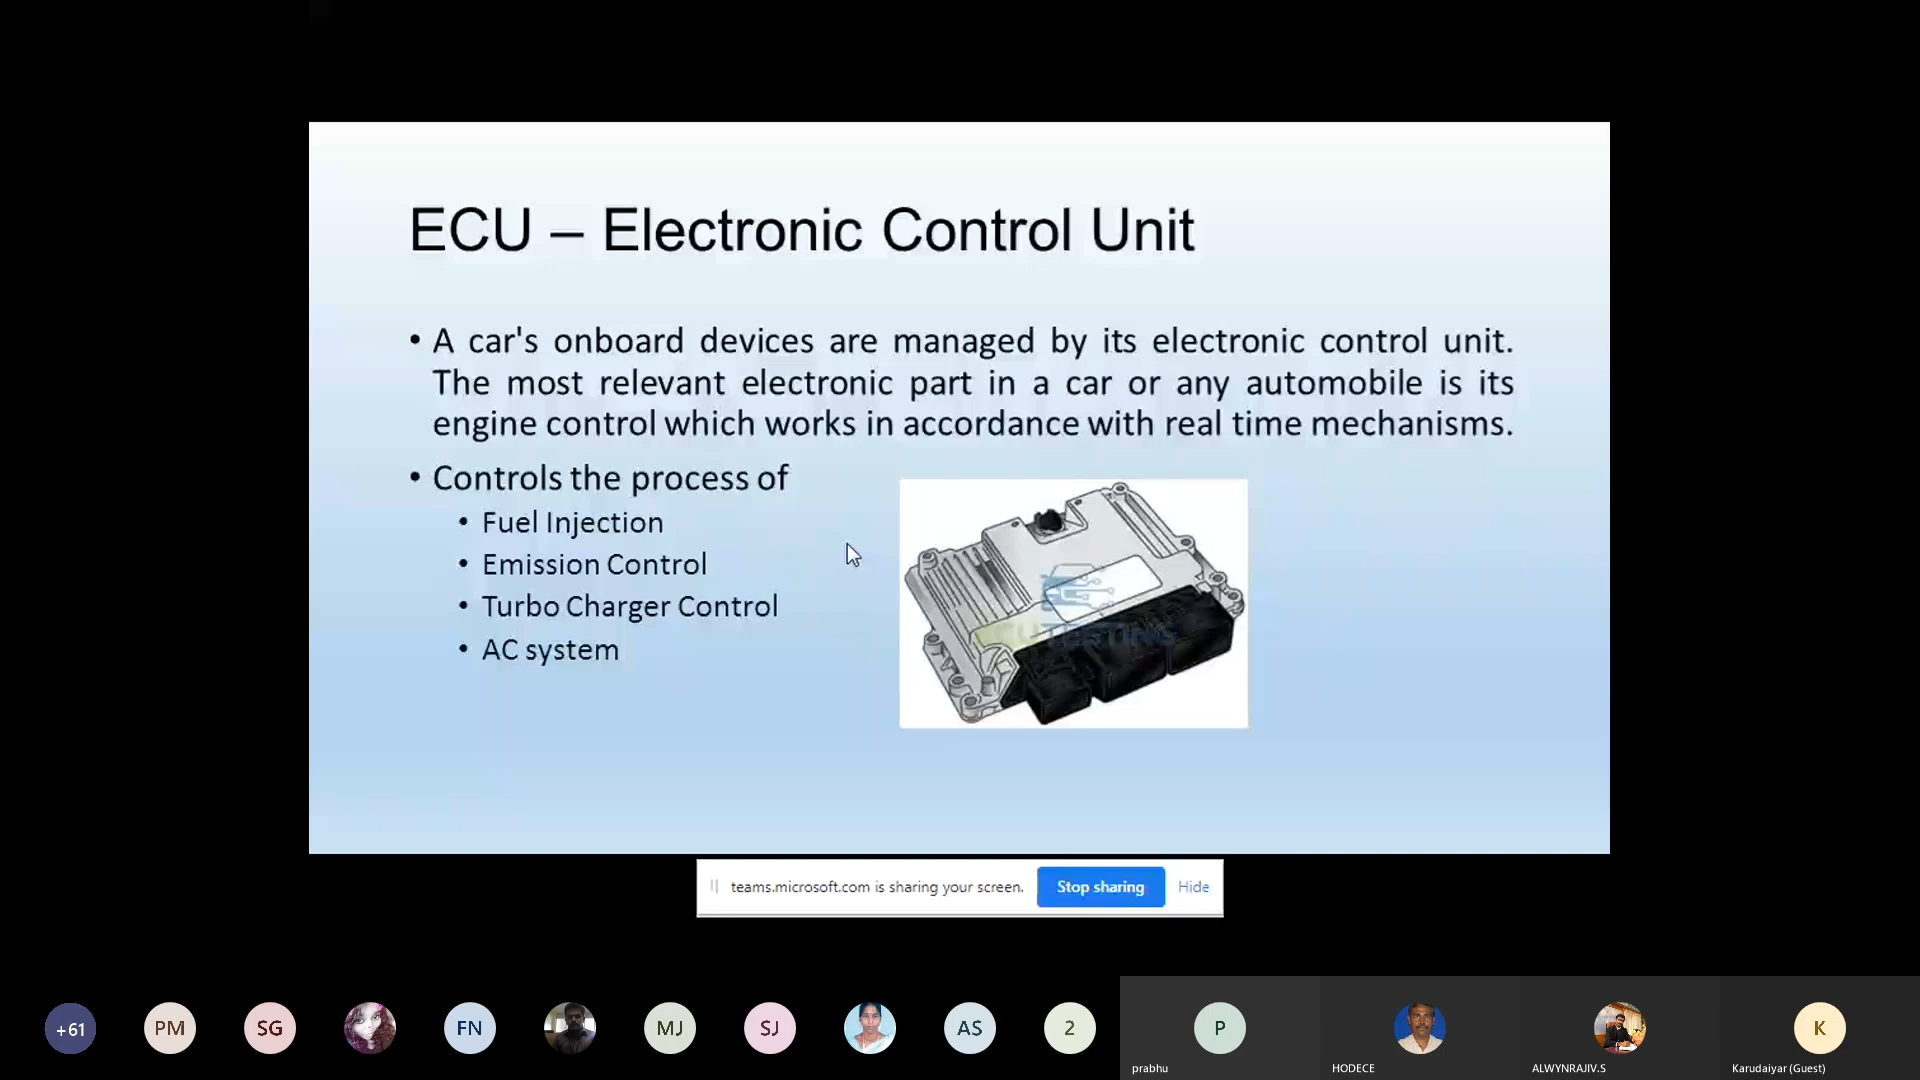 ECU – Electronic Control Unit
• A car's onboard devices are managed by its electronic control unit.
The most relevant electronic part in a car or any automobile is its
engine control which works in accordance with real time mechanisms.
• Controls the process of
• Fuel Injection
• Emission Control
• Turbo Charger Control
• AC system
teams.microsoft.com is sharing your screen. Stop sharing Hide
+61 PM SG FN MJ SJ AS 2 P K
prabhu HODECE ALWYNRAJIV.S Karudaiyar (Guest)